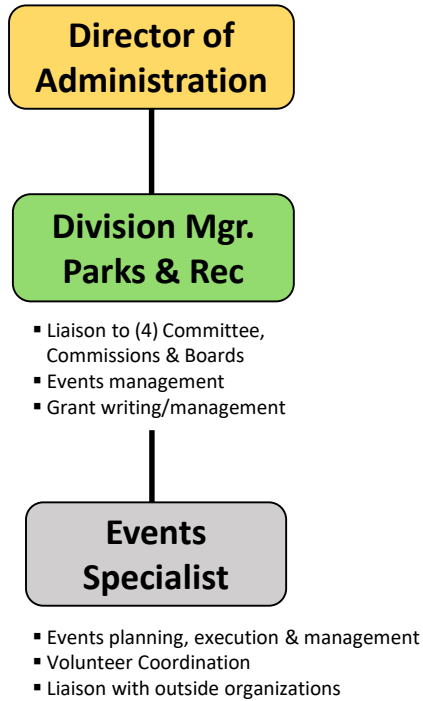 Director of
Administration
Division Mgr.
Parks & Rec
▪ Liaison to (4) Committee,
Commissions & Boards
▪ Events management
▪ Grant writing/management
Events
Specialist
▪ Events planning, execution & management
▪ Volunteer Coordination
▪ Liaison with outside organizations